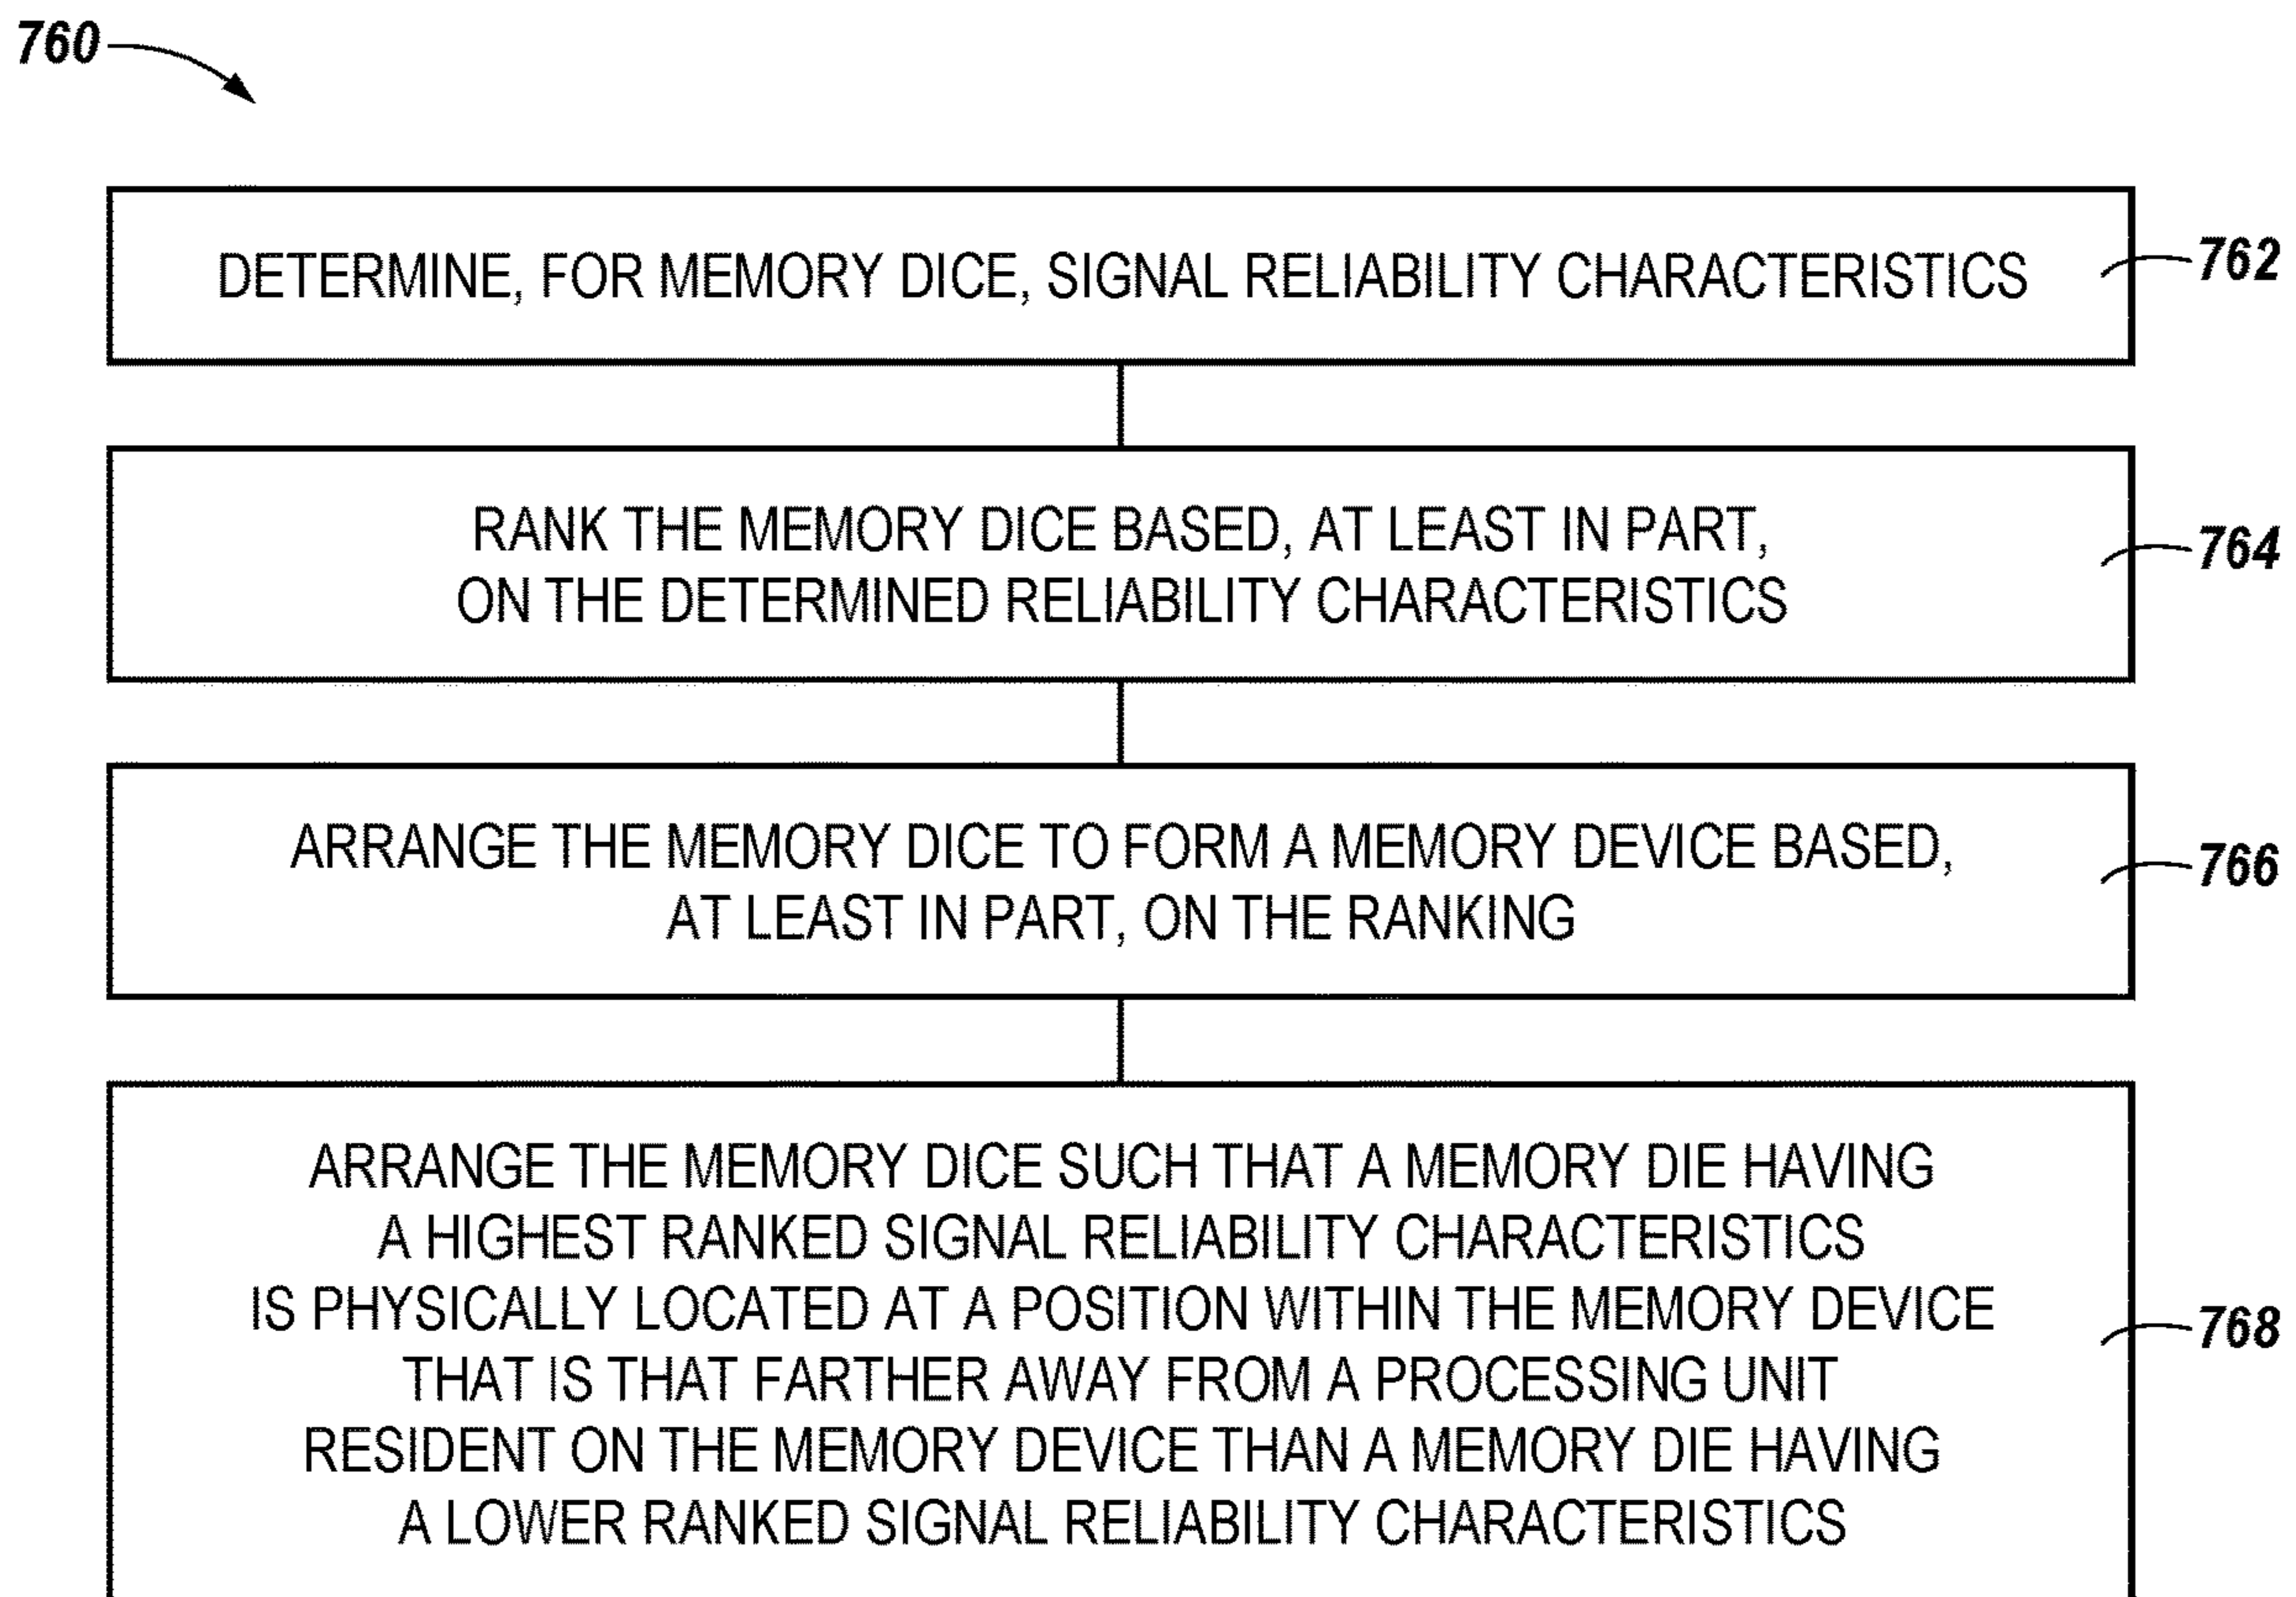 760
DETERMINE, FOR MEMORY DICE, SIGNAL RELIABILITY CHARACTERISTICS
762
RANK THE MEMORY DICE BASED, AT LEAST IN PART,
ON THE DETERMINED RELIABILITY CHARACTERISTICS
764
ARRANGE THE MEMORY DICE TO FORM A MEMORY DEVICE BASED,
AT LEAST IN PART, ON THE RANKING
766
ARRANGE THE MEMORY DICE SUCH THAT A MEMORY DIE HAVING
A HIGHEST RANKED SIGNAL RELIABILITY CHARACTERISTICS
IS PHYSICALLY LOCATED AT A POSITION WITHIN THE MEMORY DEVICE
THAT IS THAT FARTHER AWAY FROM A PROCESSING UNIT
RESIDENT ON THE MEMORY DEVICE THAN A MEMORY DIE HAVING
A LOWER RANKED SIGNAL RELIABILITY CHARACTERISTICS
768